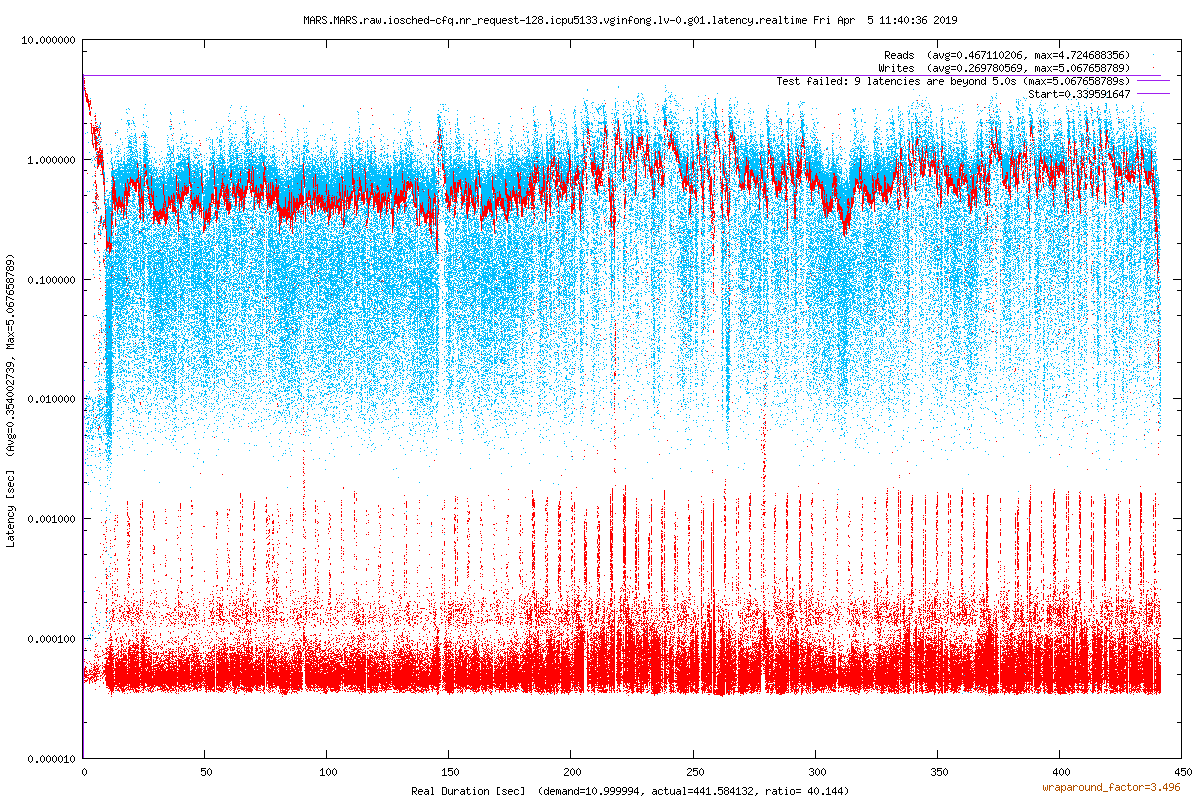 MARS.MARS.raw.iosched-cfq.nr_request-128.icpu5133.vginfong.lv-0.g01.latency.realtime Fri Apr  5 11:40:36 2019
Reads  (avg=0.467110206, max=4.724688356)
Writes  (avg=0.269780569, max=5.067658789)
Test failed: 9 latencies are beyond 5.0s (max=5.067658789s)
Start=0.339591647
10.000000
1.000000
0.100000
0.010000
0.001000
0.000100
0.000010
Latency [sec]  (Avg=0.354002739, Max=5.067658789)
0 50 100 150 200 250 300 350 400 450
Real Duration [sec]  (demand=10.999994, actual=441.584132, ratio= 40.144)
wraparound_factor=3.496